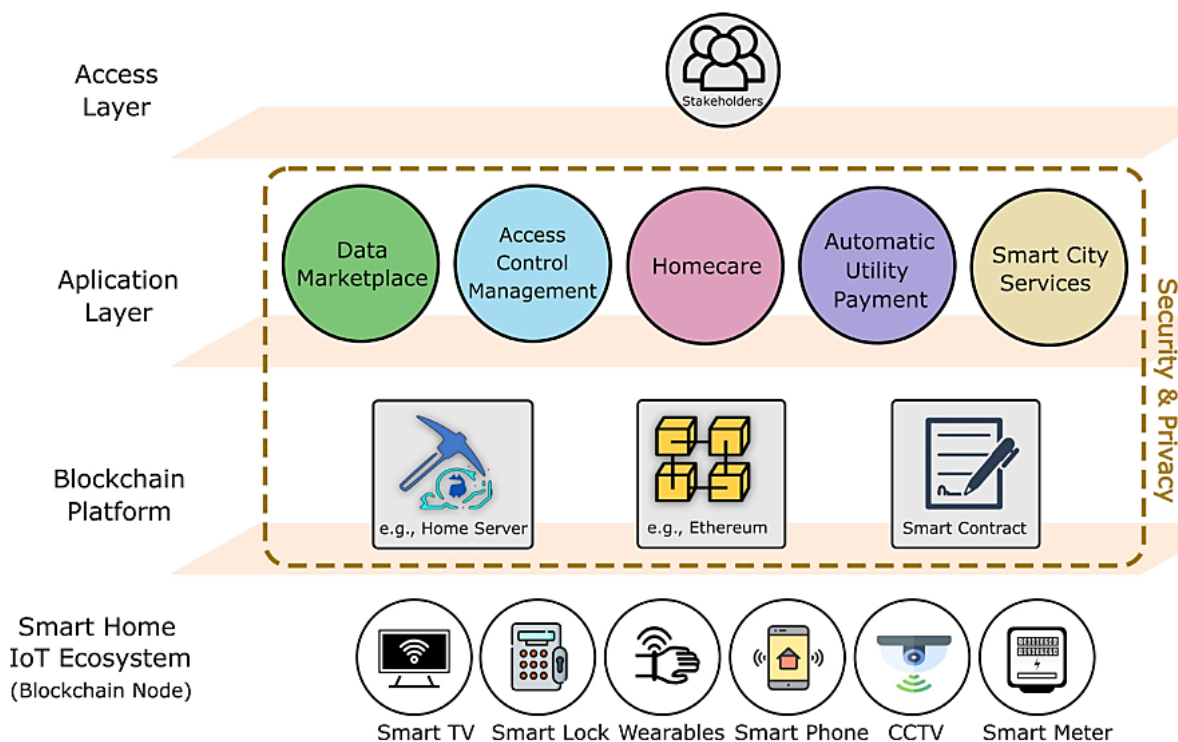 Access
Layer
Stakeholders
Aplication
Layer
Data
Marketplace
Access
Control
Management
Homecare
Automatic
Utility
Payment
Smart City
Services
Security & Privacy
Blockchain
Platform
e.g., Home Server
e.g., Ethereum
Smart Contract
Smart Home
IoT Ecosystem
(Blockchain Node)
Smart TV
Smart Lock
Wearables
Smart Phone
CCTV
Smart Meter